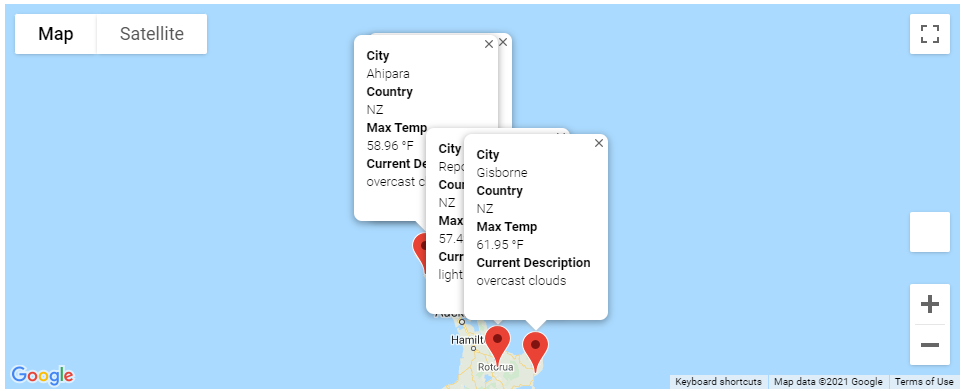 Map Satellite
City
Ahipara
Country
NZ
Max Temp
58.96 °F
Current De
overcast c
City
Repo
Cou
NZ
Max
57.4
Curr
light
City
Gisborne
Country
NZ
Max Temp
61.95 °F
Current Description
overcast clouds
Hamilt
Rotorua
Google
Keyboard shortcuts Map data ©2021 Google Terms of Use